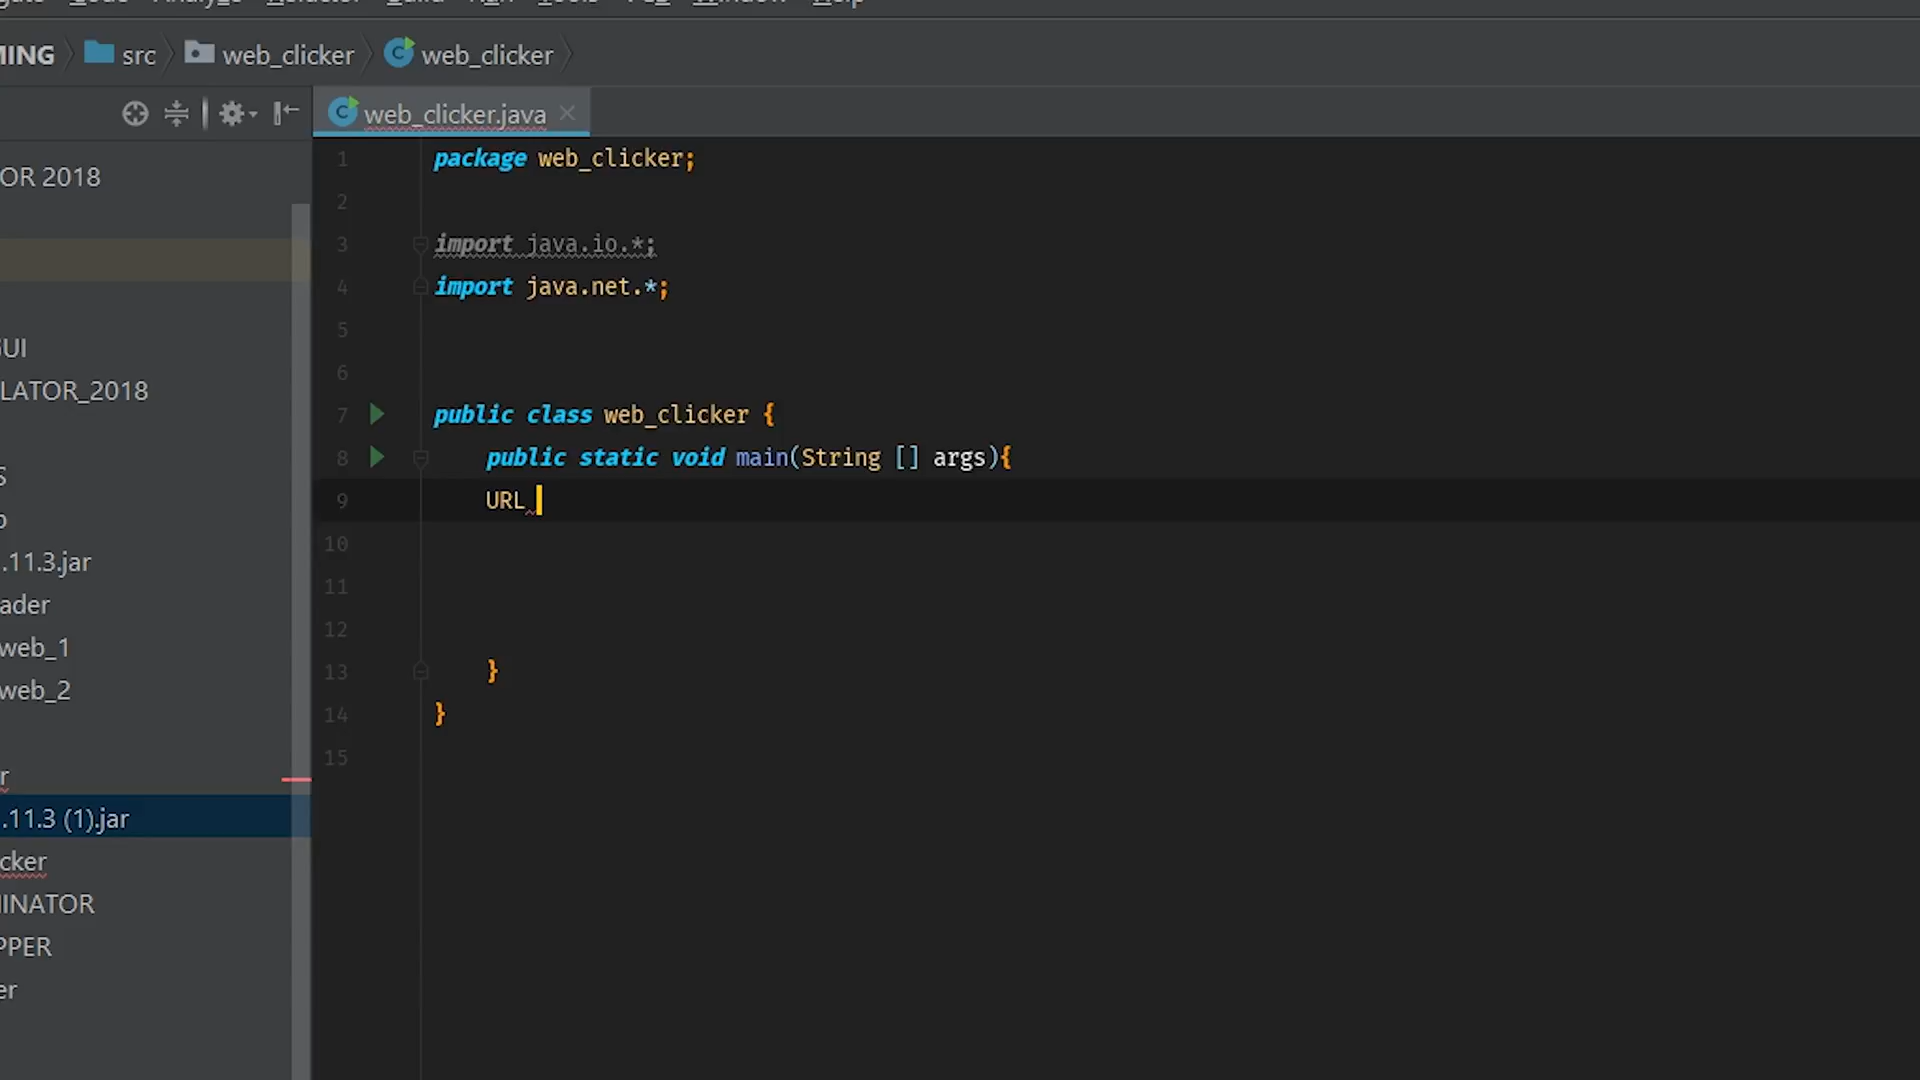 MING src web_clicker web_clicker
web_clicker.java
OR 2018
LATOR_2018
.11.3.jar
ader
web_1
web_2
.11.3 (1).jar
cker
INATOR
PPER
er
1 package web_clicker;
2
3 import java.io.*;
4 import java.net.*;
5
6
7 public class web_clicker {
8 public static void main(String [] args){
9 URL
10
11
12
13 }
14 }
15